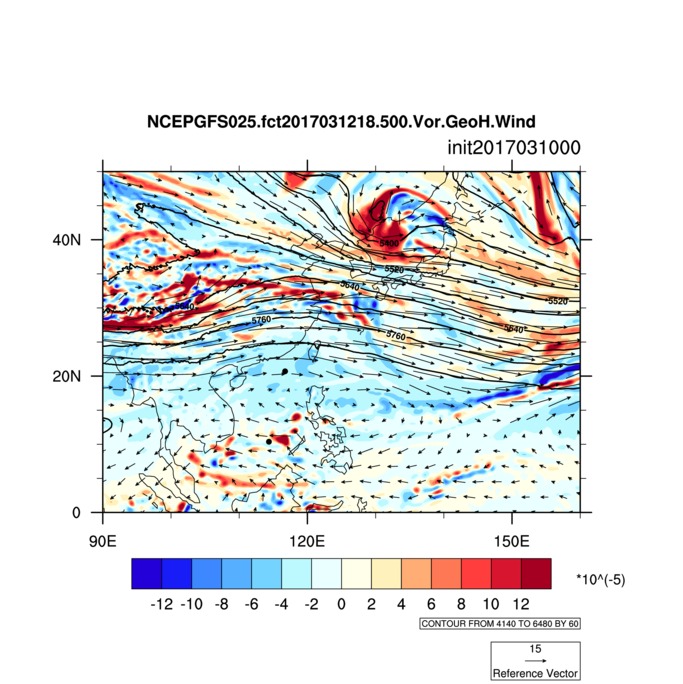 NCEPGFS025.fct2017031218.500.Vor.GeoH.Wind
init2017031000
40N
20N
0
90E 120E 150E
5400
5520
5640
5520
5760
5760
5640
-12 -10 -8 -6 -4 -2 0 2 4 6 8 10 12
*10^(-5)
CONTOUR FROM 4140 TO 6480 BY 60
15
Reference Vector